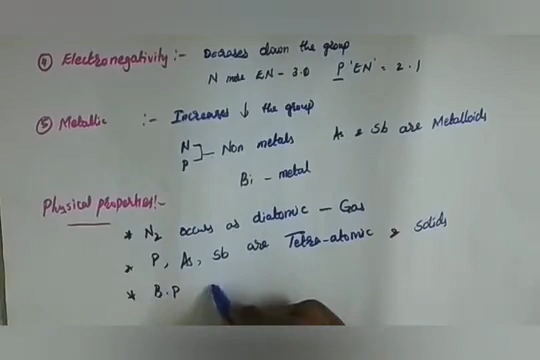 ④ Electronegativity :- Decreases down the group
N more EN - 3.0 P 'EN' = 2.1
⑤ Metallic :- Increases ↓ the group
N
P
Non metals
As & Sb are Metalloids
Bi - metal
Physical properties:-
* N₂ occurs as diatomic - Gas
* P, As, Sb are Tetra-atomic & solids
* B.P